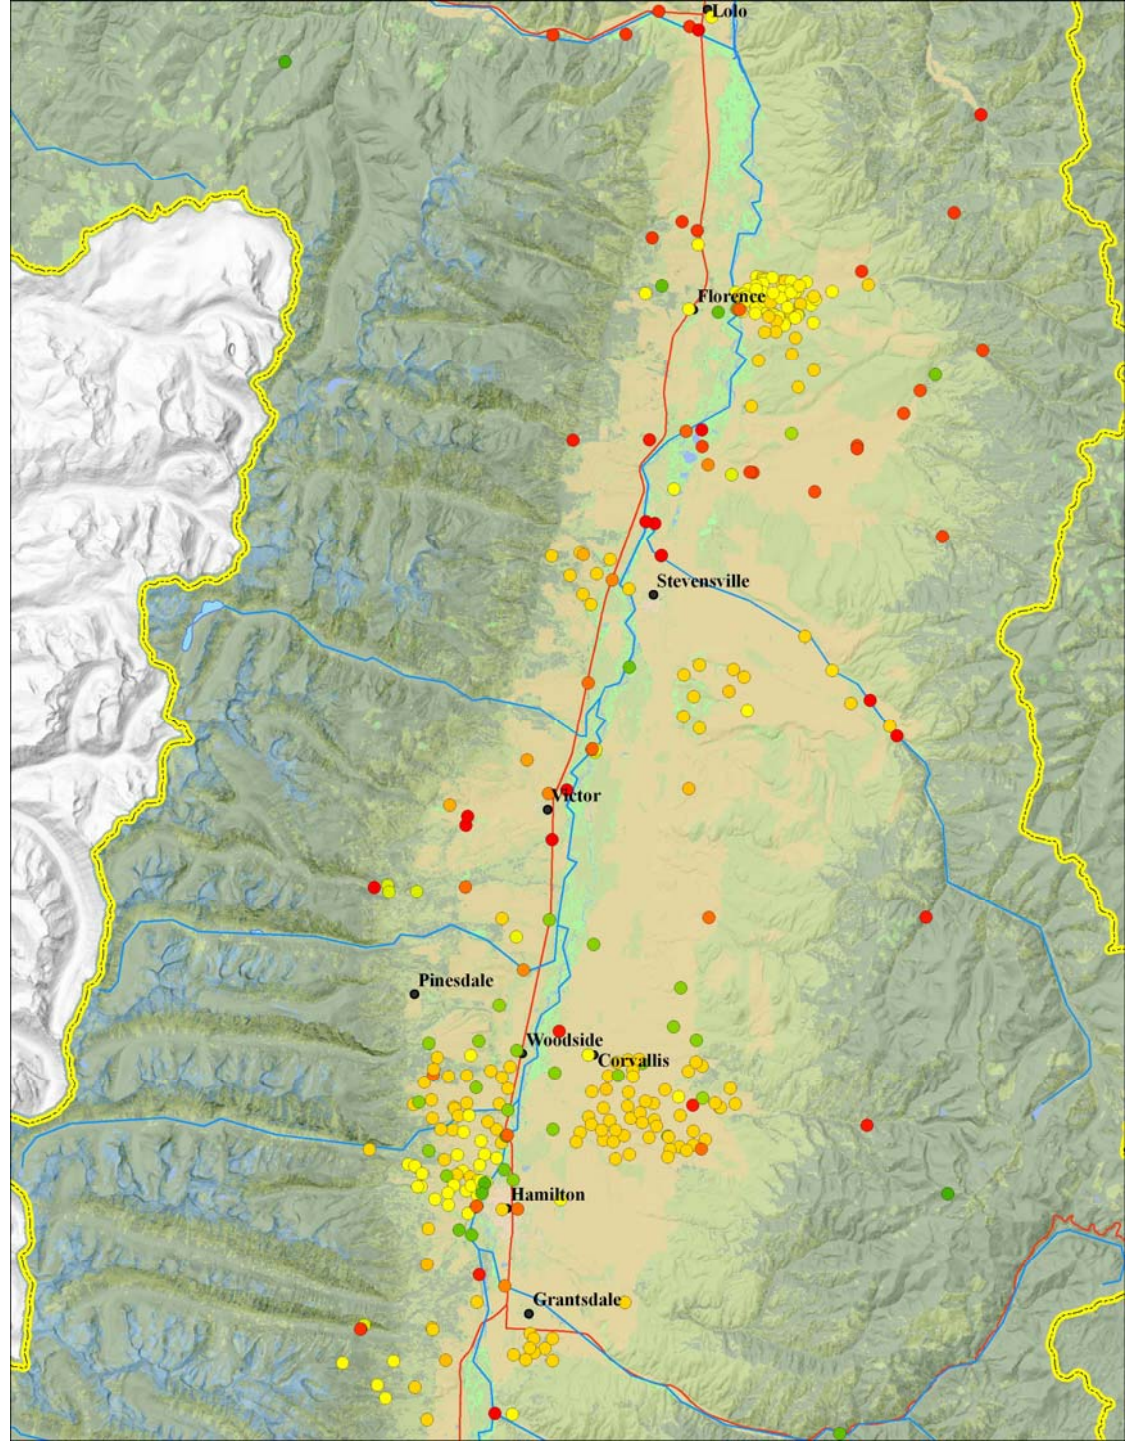 Lolo
Florence
Stevensville
Victor
Pinesdale
Woodside
Corvallis
Hamilton
Grantsdale